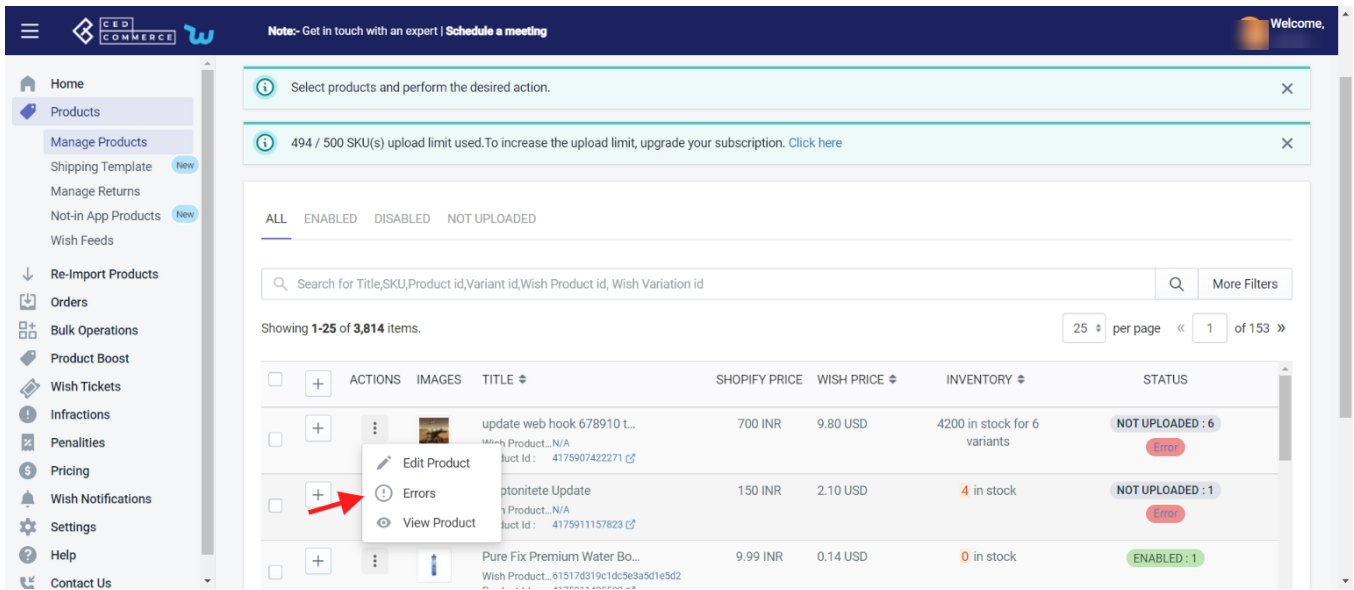 CED COMMERCE
Note:- Get in touch with an expert | Schedule a meeting
Welcome,
Home
Products
Manage Products
Shipping Template New
Manage Returns
Not-in App Products New
Wish Feeds
Re-Import Products
Orders
Bulk Operations
Product Boost
Wish Tickets
Infractions
Penalities
Pricing
Wish Notifications
Settings
Help
Contact Us
Select products and perform the desired action.
494 / 500 SKU(s) upload limit used.To increase the upload limit, upgrade your subscription. Click here
ALL ENABLED DISABLED NOT UPLOADED
Search for Title,SKU,Product id,Variant id,Wish Product id, Wish Variation id
More Filters
Showing 1-25 of 3,814 items.
25 per page « 1 of 153 »
ACTIONS IMAGES TITLE SHOPIFY PRICE WISH PRICE INVENTORY STATUS
update web hook 678910 t... 700 INR 9.80 USD 4200 in stock for 6 variants NOT UPLOADED : 6
Wish Product...N/A Error
duct Id : 4175907422271
Edit Product
Errors
View Product
ptonitete Update 150 INR 2.10 USD 4 in stock NOT UPLOADED : 1
Product...N/A Error
duct Id : 4175911157823
Pure Fix Premium Water Bo... 9.99 INR 0.14 USD 0 in stock ENABLED : 1
Wish Product...61517d319c1dc5e3a5d1e5d2